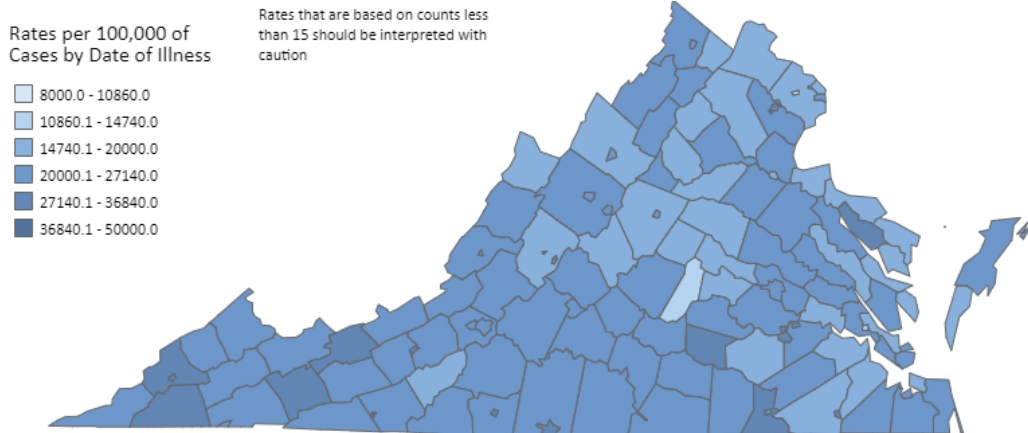 Rates per 100,000 of
Cases by Date of Illness
Rates that are based on counts less
than 15 should be interpreted with
caution
8000.0 - 10860.0
10860.1 - 14740.0
14740.1 - 20000.0
20000.1 - 27140.0
27140.1 - 36840.0
36840.1 - 50000.0